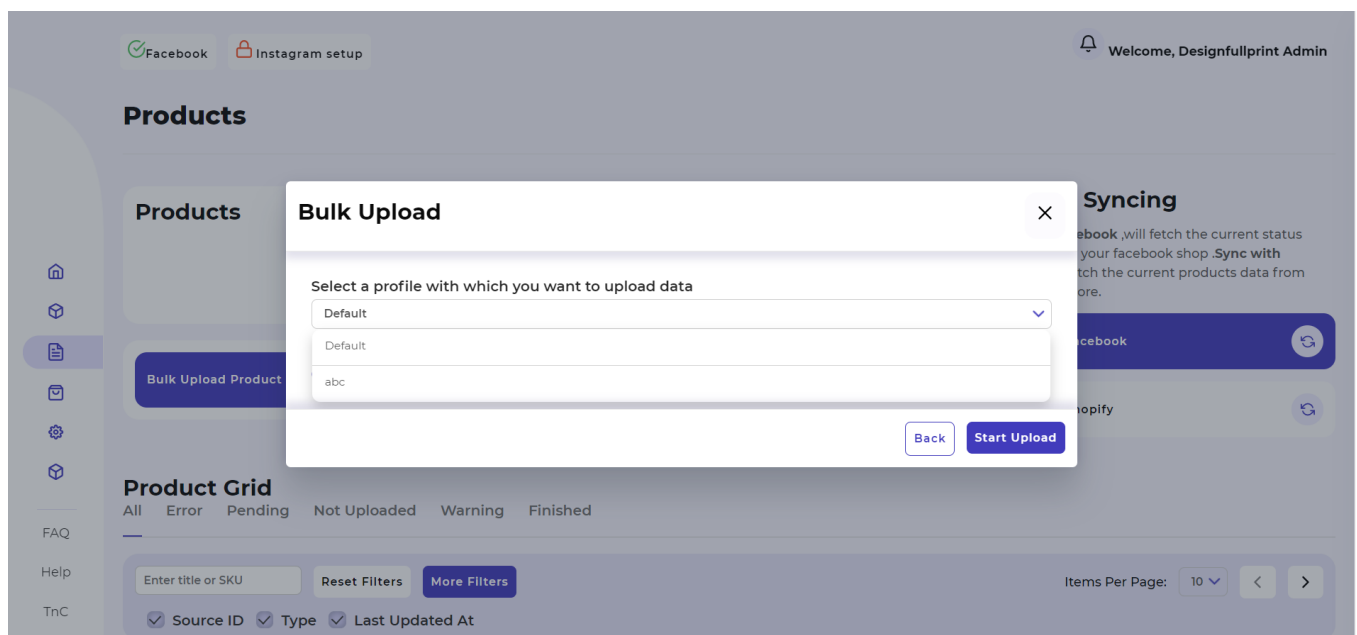 Facebook
Instagram setup
Welcome, Designfullprint Admin
Products
Products
Bulk Upload
Syncing
ebook ,will fetch the current status
your facebook shop .Sync with
tch the current products data from
ore.
Select a profile with which you want to upload data
Default
Default
abc
cebook
Bulk Upload Product
opify
Back
Start Upload
Product Grid
All Error Pending Not Uploaded Warning Finished
FAQ
Help
TnC
Enter title or SKU
Reset Filters
More Filters
Items Per Page: 10
Source ID Type Last Updated At